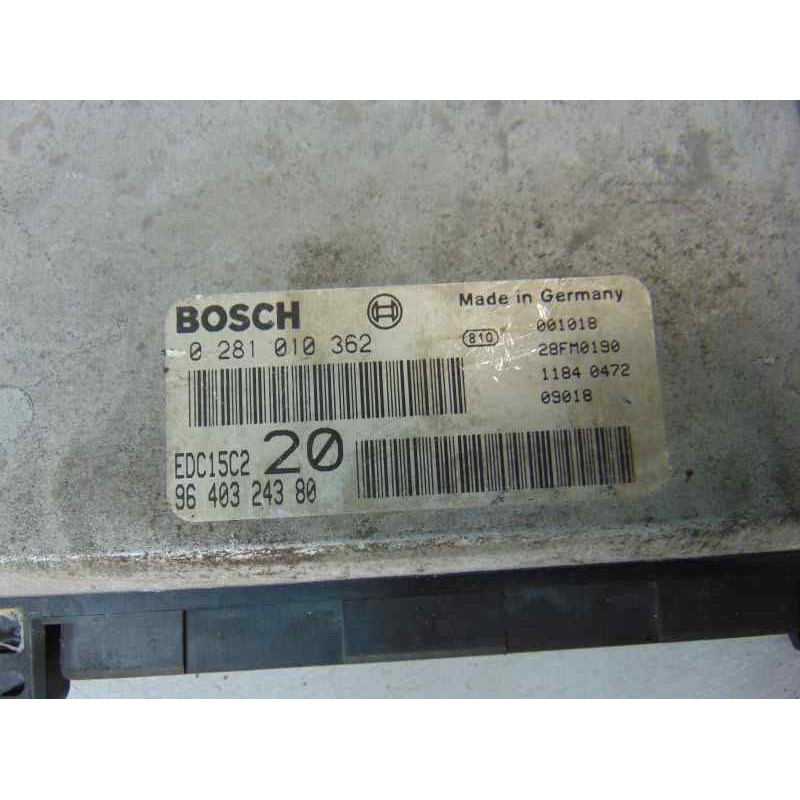 BOSCH
0 281 010 362
EDC15C2 20
96 403 243 80
Made in Germany
810 001018
28FM0190
1184 0472
09018